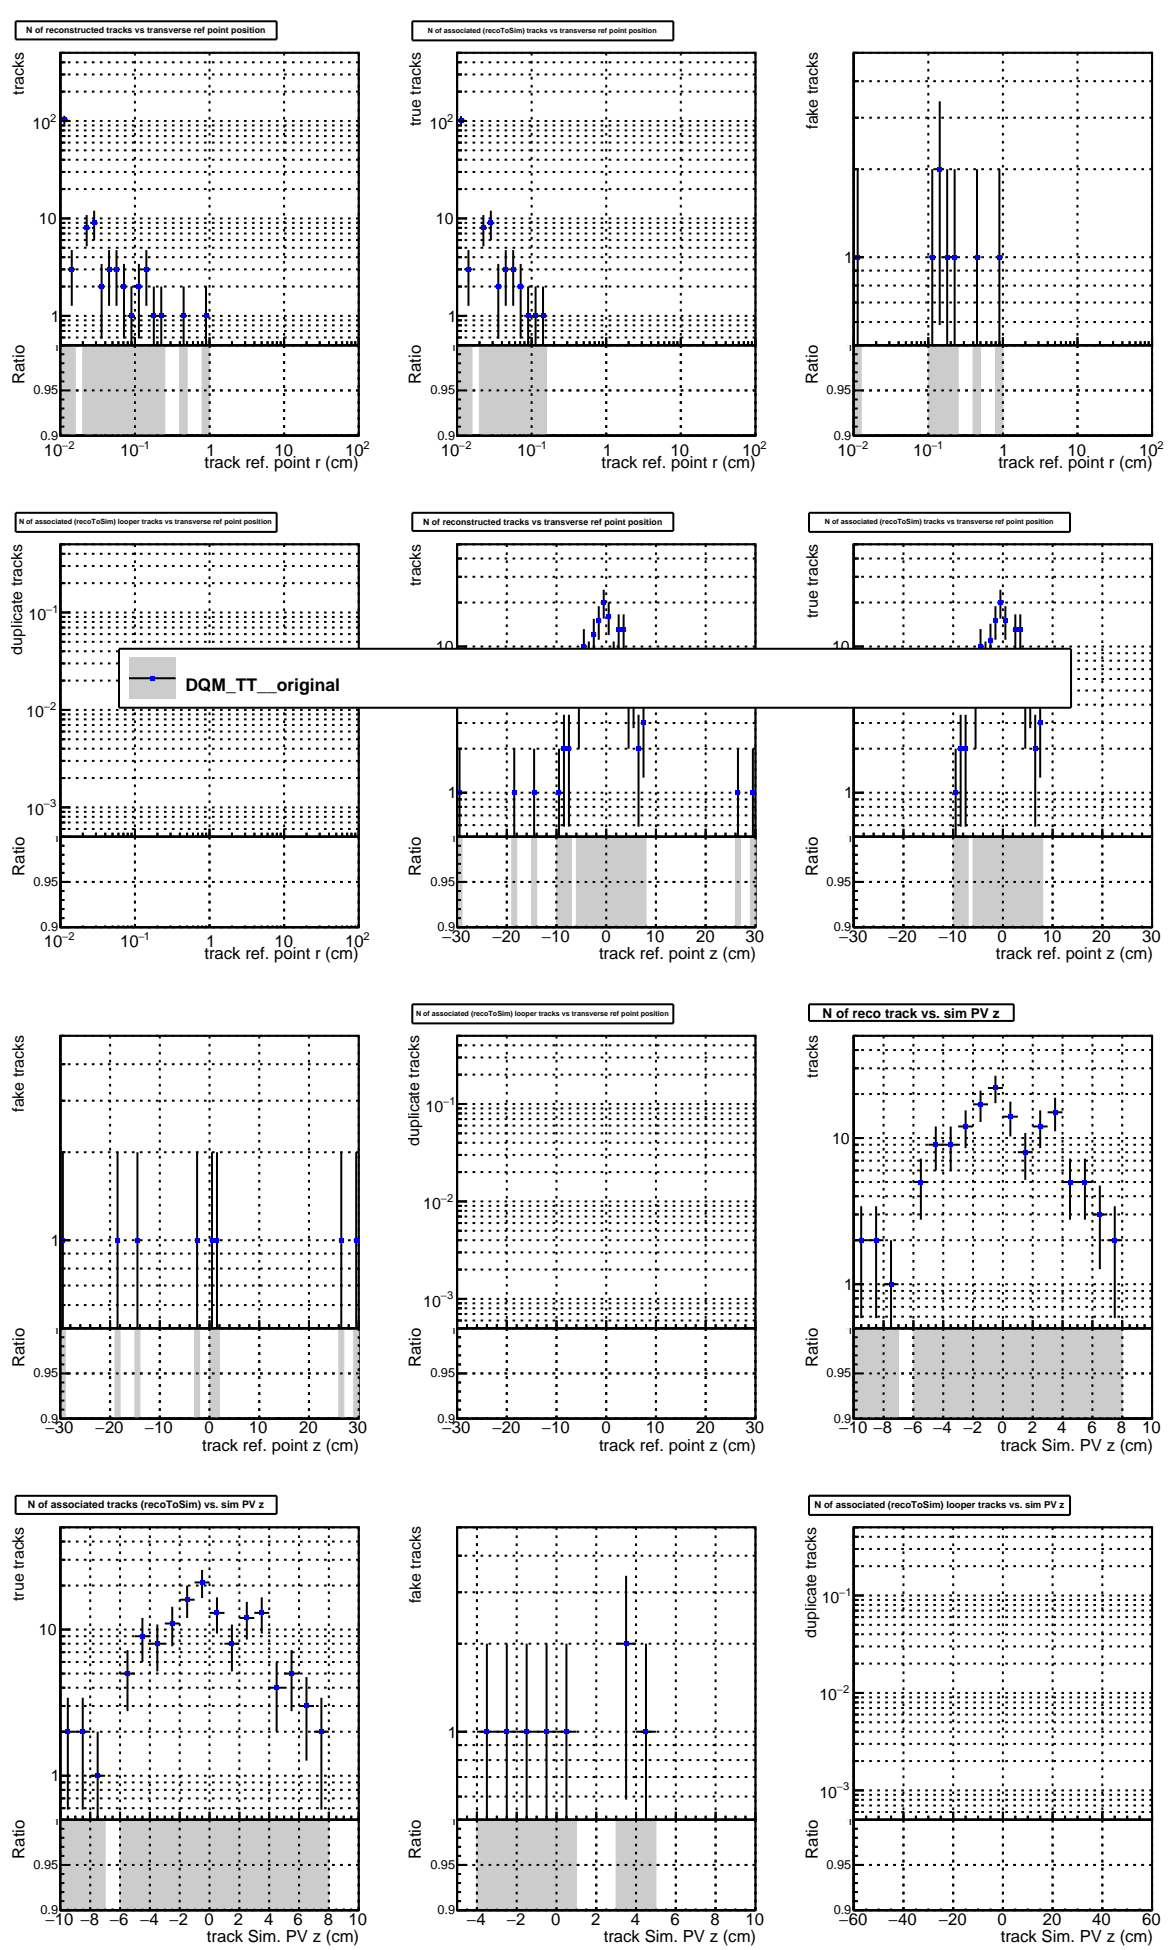 N of reconstructed tracks vs transverse ref point position
tracks
10²
10
1
Ratio
1
0.95
0.9
10⁻² 10⁻¹ 1 10 10²
track ref. point r (cm)
N of associated (recoToSim) tracks vs transverse ref point position
true tracks
10²
10
1
Ratio
1
0.95
0.9
10⁻² 10⁻¹ 1 10 10²
track ref. point r (cm)
fake tracks
1
Ratio
1
0.95
0.9
10⁻² 10⁻¹ 1 10 10²
track ref. point r (cm)
N of associated (recoToSim) looper tracks vs transverse ref point position
duplicate tracks
10⁻¹
10⁻²
10⁻³
Ratio
1
0.95
0.9
10⁻² 10⁻¹ 1 10 10²
track ref. point r (cm)
N of reconstructed tracks vs transverse ref point position
tracks
10
1
Ratio
1
0.95
0.9
−30 −20 −10 0 10 20 30
track ref. point z (cm)
N of associated (recoToSim) tracks vs transverse ref point position
true tracks
10
1
Ratio
1
0.95
0.9
−30 −20 −10 0 10 20 30
track ref. point z (cm)
DQM_TT__original
fake tracks
1
Ratio
1
0.95
0.9
−30 −20 −10 0 10 20 30
track ref. point z (cm)
N of associated (recoToSim) looper tracks vs transverse ref point position
duplicate tracks
10⁻¹
10⁻²
10⁻³
Ratio
1
0.95
0.9
−30 −20 −10 0 10 20 30
track ref. point z (cm)
N of reco track vs. sim PV z
tracks
10
1
Ratio
1
0.95
0.9
−10 −8 −6 −4 −2 0 2 4 6 8 10
track Sim. PV z (cm)
N of associated tracks (recoToSim) vs. sim PV z
true tracks
10
1
Ratio
1
0.95
0.9
−10 −8 −6 −4 −2 0 2 4 6 8 10
track Sim. PV z (cm)
fake tracks
1
Ratio
1
0.95
0.9
−4 −2 0 2 4 6 8 10
track Sim. PV z (cm)
N of associated (recoToSim) looper tracks vs. sim PV z
duplicate tracks
10⁻¹
10⁻²
10⁻³
Ratio
1
0.95
0.9
−60 −40 −20 0 20 40 60
track Sim. PV z (cm)